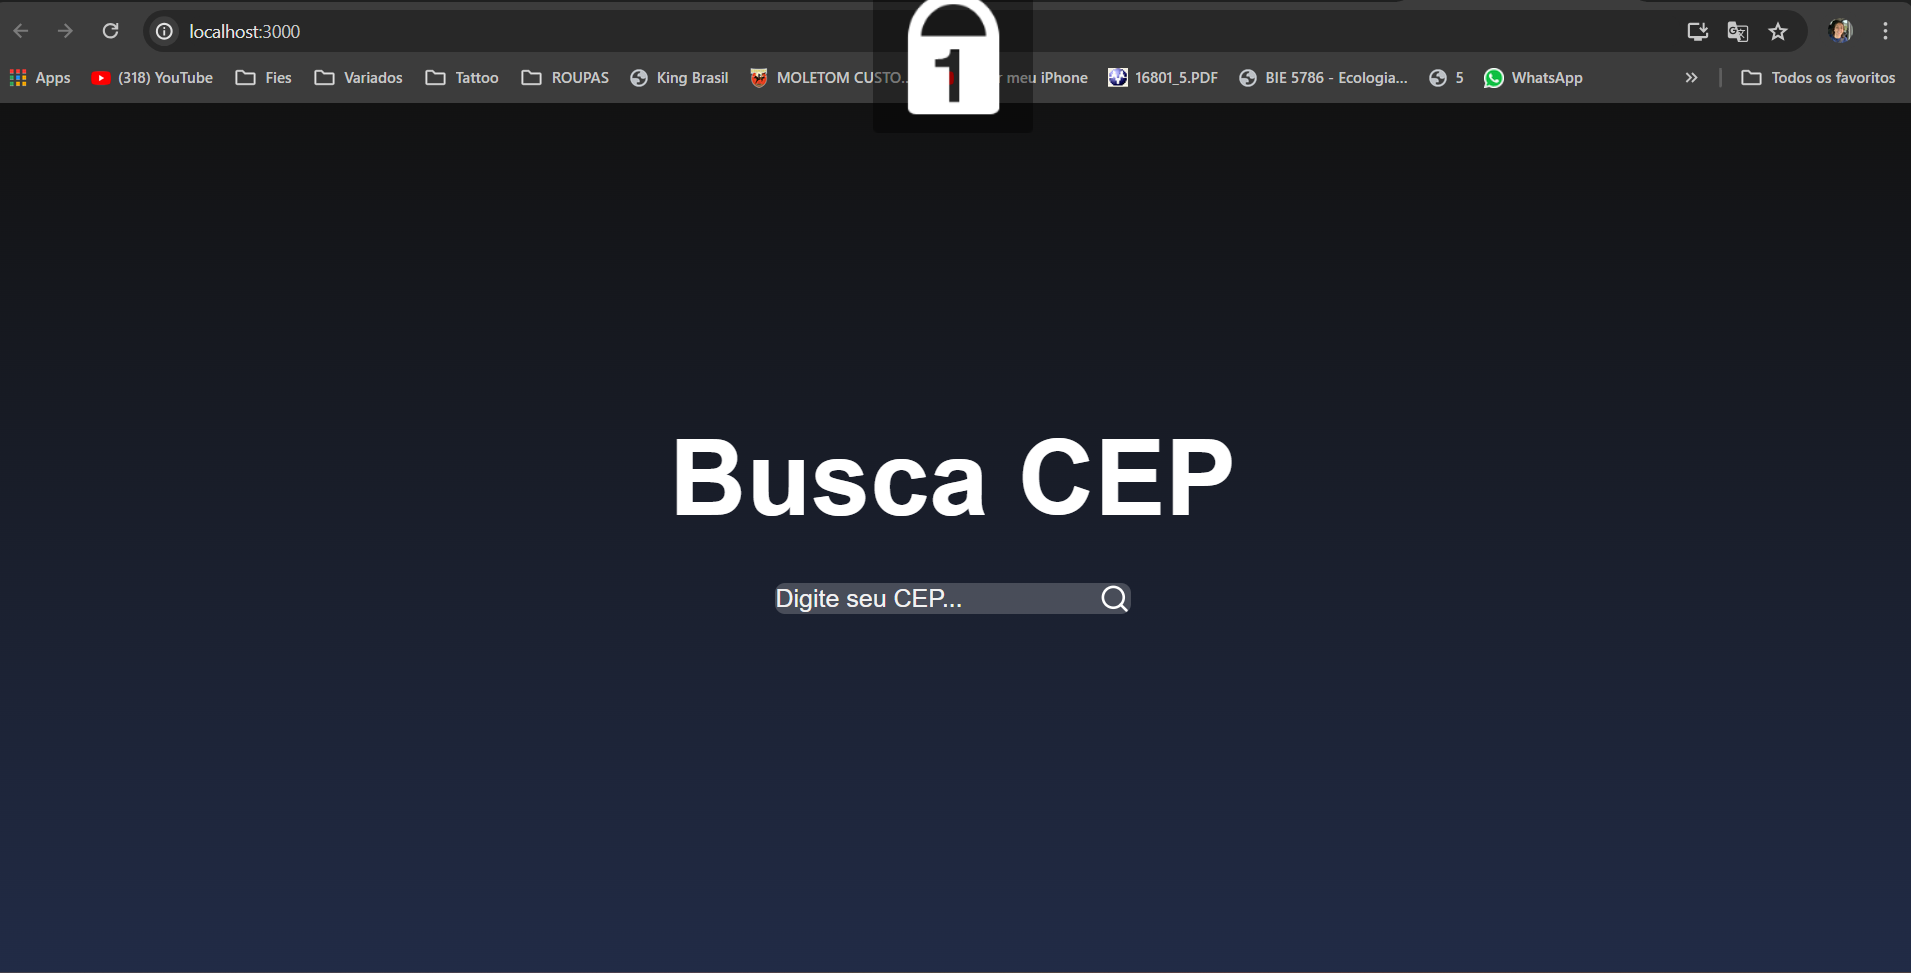 localhost:3000
Apps (318) YouTube Fies Variados Tattoo ROUPAS King Brasil MOLETOM CUSTO... meu iPhone 16801_5.PDF BIE 5786 - Ecologia... 5 WhatsApp » Todos os favoritos
1
Busca CEP
Digite seu CEP...